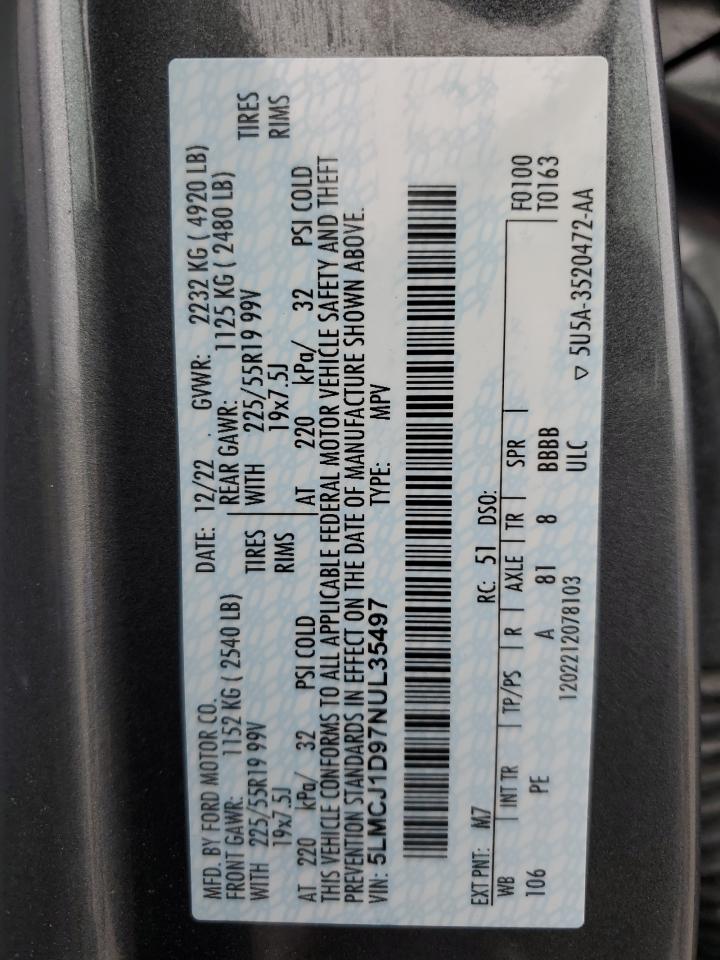 MFD. BY FORD MOTOR CO. DATE: 12/22 . GVWR: 2232 KG ( 4920 LB)
FRONT GAWR: 1152 KG ( 2540 LB) REAR GAWR: 1125 KG ( 2480 LB)
WITH 225/55R19 99V TIRES WITH 225/55R19 99V TIRES
19x7.5J RIMS 19x7.5J RIMS
AT 220 kPa/ 32 PSI COLD AT 220 kPa/ 32 PSI COLD
THIS VEHICLE CONFORMS TO ALL APPLICABLE FEDERAL MOTOR VEHICLE SAFETY AND THEFT
PREVENTION STANDARDS IN EFFECT ON THE DATE OF MANUFACTURE SHOWN ABOVE.
VIN: 5LMCJ1D97NUL35497 TYPE: MPV
EXT PNT: M7 RC: 51 DSO: F0100
WB INT TR TP/PS R AXLE TR SPR T0163
106 PE A 81 8 BBBB
1202212078103 ULC ▽ 5U5A-3520472-AA